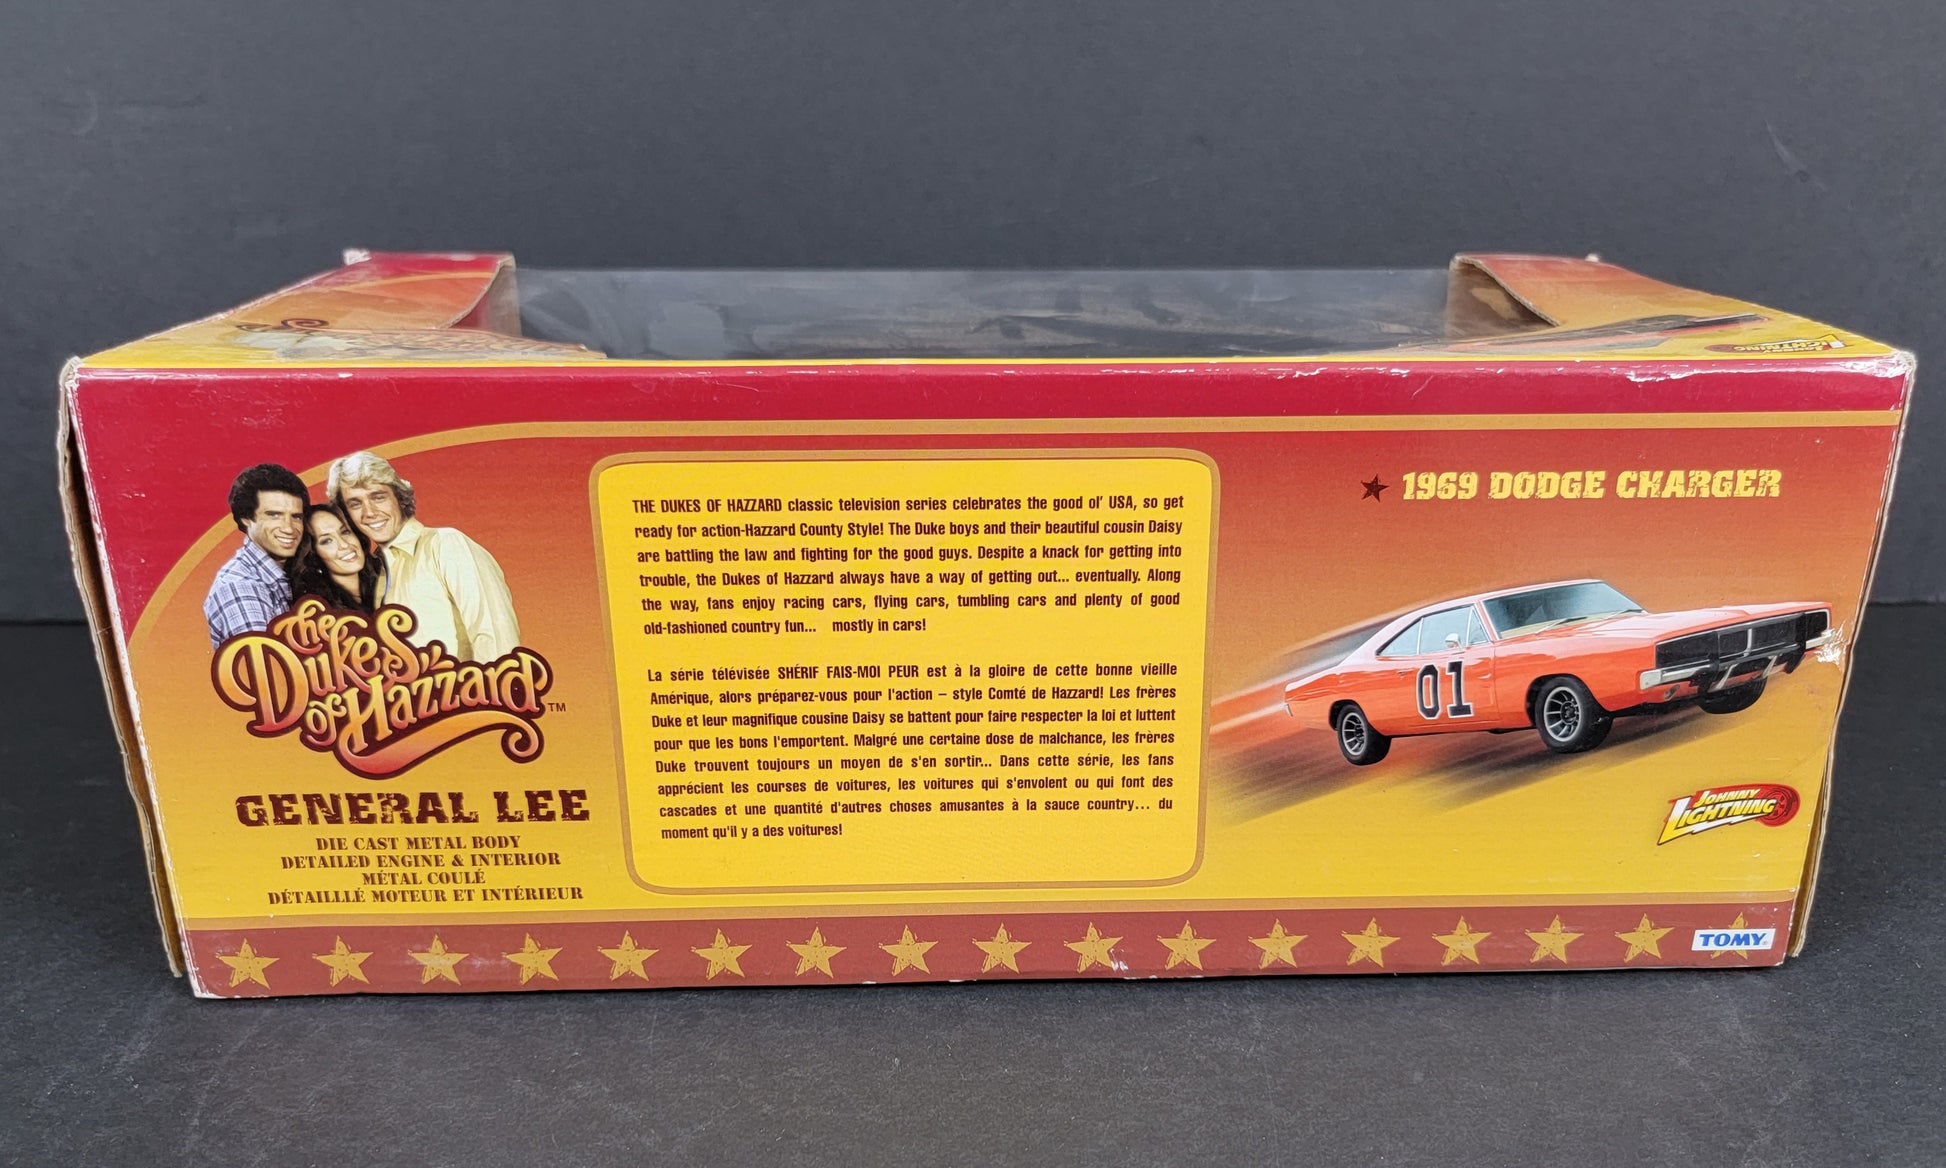 The
Dukes
of Hazzard™
GENERAL LEE
DIE CAST METAL BODY
DETAILED ENGINE & INTERIOR
MÉTAL COULÉ
DÉTAILLLÉ MOTEUR ET INTÉRIEUR
THE DUKES OF HAZZARD classic television series celebrates the good ol' USA, so get
ready for action-Hazzard County Style! The Duke boys and their beautiful cousin Daisy
are battling the law and fighting for the good guys. Despite a knack for getting into
trouble, the Dukes of Hazzard always have a way of getting out... eventually. Along
the way, fans enjoy racing cars, flying cars, tumbling cars and plenty of good
old-fashioned country fun... mostly in cars!
La série télévisée SHÉRIF FAIS-MOI PEUR est à la gloire de cette bonne vieille
Amérique, alors préparez-vous pour l'action – style Comté de Hazzard! Les frères
Duke et leur magnifique cousine Daisy se battent pour faire respecter la loi et luttent
pour que les bons l'emportent. Malgré une certaine dose de malchance, les frères
Duke trouvent toujours un moyen de s'en sortir... Dans cette série, les fans
apprécient les courses de voitures, les voitures qui s'envolent ou qui font des
cascades et une quantité d'autres choses amusantes à la sauce country... du
moment qu'il y a des voitures!
1969 DODGE CHARGER
01
JOHNNY
LIGHTNING
TOMY®
JOHNNY
LIGHTNING